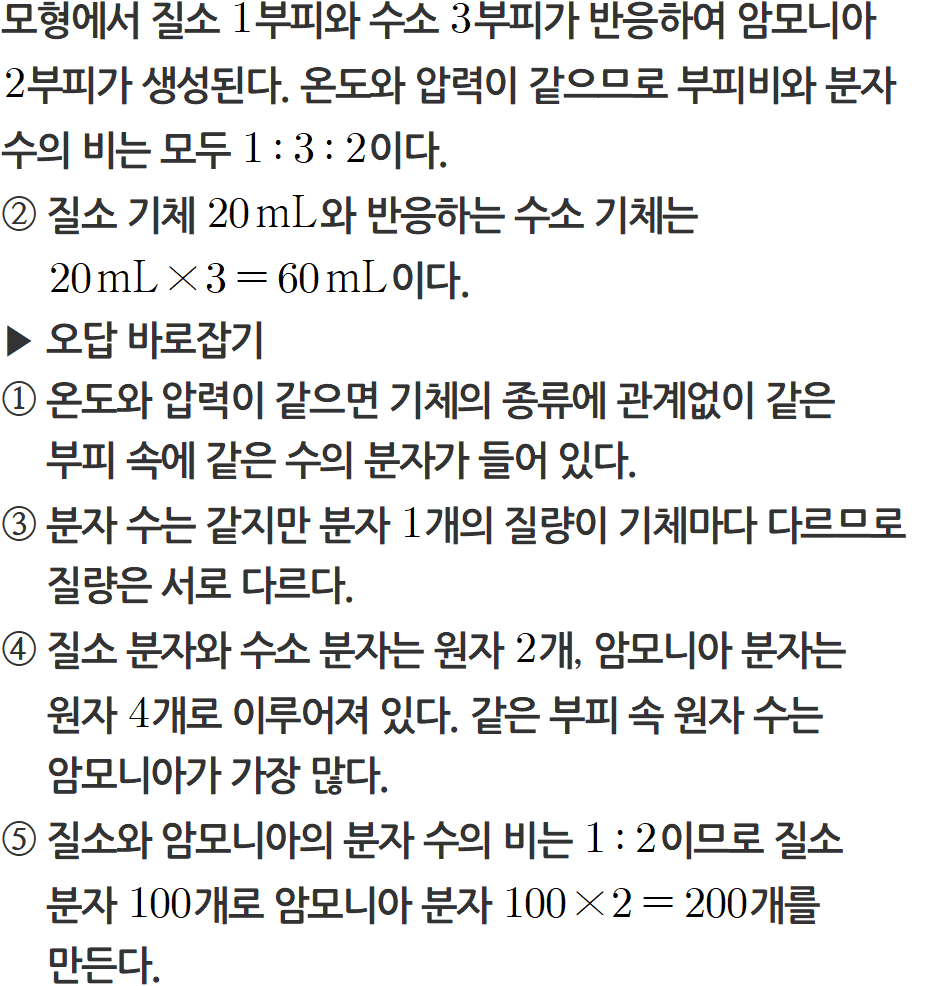 모형에서 질소 1부피와 수소 3부피가 반응하여 암모니아
2부피가 생성된다. 온도와 압력이 같으므로 부피비와 분자
수의 비는 모두 1 : 3 : 2이다.
② 질소 기체 20 mL와 반응하는 수소 기체는
20 mL × 3 = 60 mL이다.
▶ 오답 바로잡기
① 온도와 압력이 같으면 기체의 종류에 관계없이 같은
부피 속에 같은 수의 분자가 들어 있다.
③ 분자 수는 같지만 분자 1개의 질량이 기체마다 다르므로
질량은 서로 다르다.
④ 질소 분자와 수소 분자는 원자 2개, 암모니아 분자는
원자 4개로 이루어져 있다. 같은 부피 속 원자 수는
암모니아가 가장 많다.
⑤ 질소와 암모니아의 분자 수의 비는 1 : 2이므로 질소
분자 100개로 암모니아 분자 100 × 2 = 200개를
만든다.